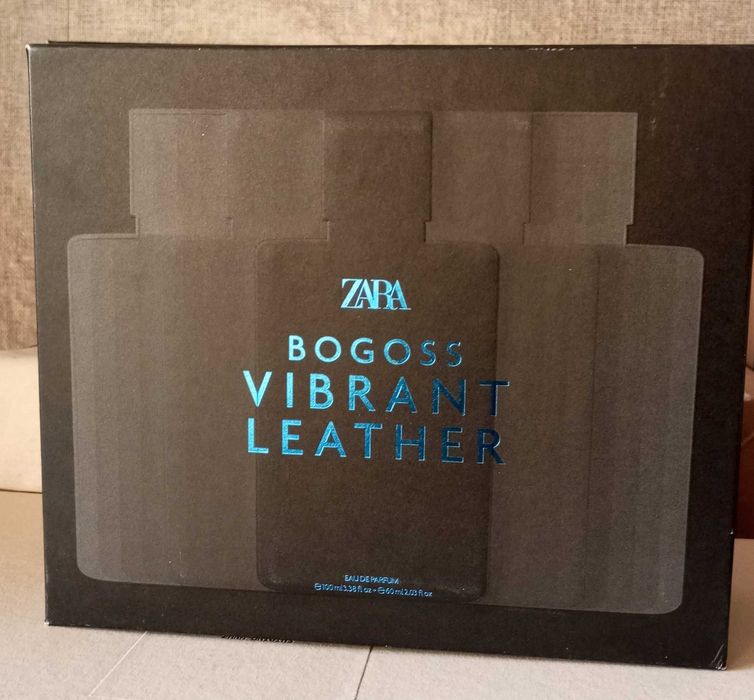 ZARA
BOGOSS
VIBRANT
LEATHER
EAU DE PARFUM
℮100 ml 3.38 fl oz - ℮60 ml 2.03 fl oz